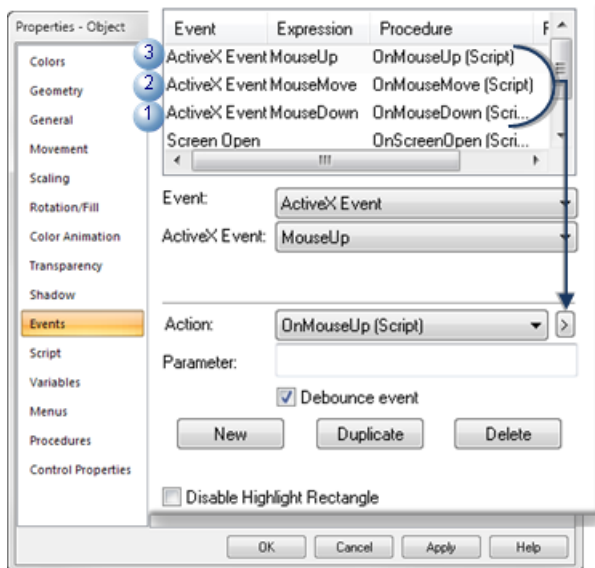 Properties - Object
Colors
Geometry
General
Movement
Scaling
Rotation/Fill
Color Animation
Transparency
Shadow
Events
Script
Variables
Menus
Procedures
Control Properties
Event Expression Procedure F
3 ActiveX Event MouseUp OnMouseUp (Script)
2 ActiveX Event MouseMove OnMouseMove (Script)
1 ActiveX Event MouseDown OnMouseDown (Scri...
Screen Open OnScreenOpen (Scri...
Event: ActiveX Event
ActiveX Event: MouseUp
Action: OnMouseUp (Script) >
Parameter:
Debounce event
New Duplicate Delete
Disable Highlight Rectangle
OK Cancel Apply Help